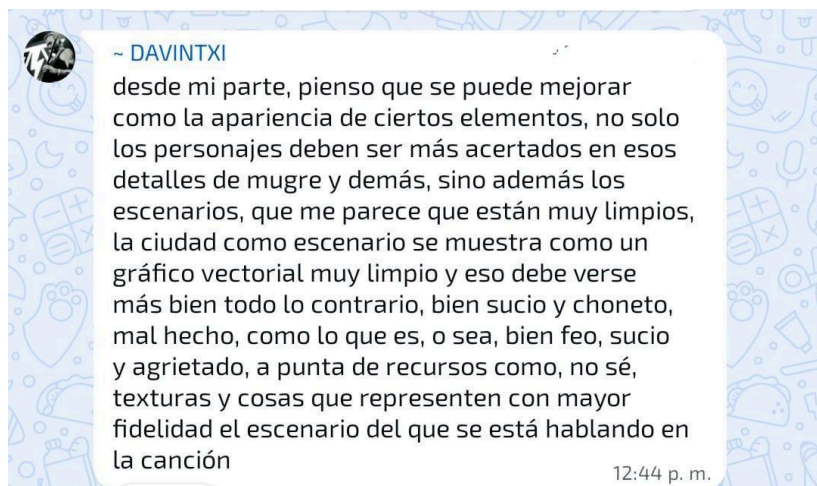 ~ DAVINTXI
desde mi parte, pienso que se puede mejorar
como la apariencia de ciertos elementos, no solo
los personajes deben ser más acertados en esos
detalles de mugre y demás, sino además los
escenarios, que me parece que están muy limpios,
la ciudad como escenario se muestra como un
gráfico vectorial muy limpio y eso debe verse
más bien todo lo contrario, bien sucio y choneto,
mal hecho, como lo que es, o sea, bien feo, sucio
y agrietado, a punta de recursos como, no sé,
texturas y cosas que representen con mayor
fidelidad el escenario del que se está hablando en
la canción
12:44 p. m.